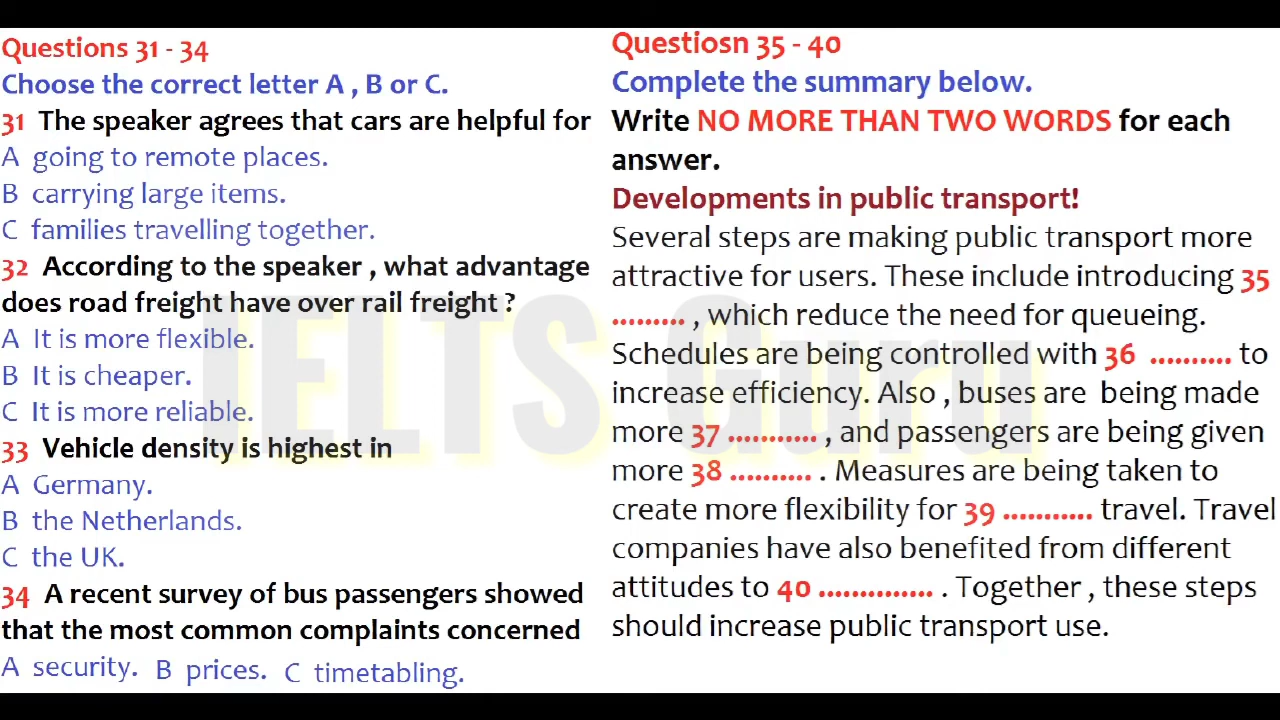 Questions 31 - 34
Choose the correct letter A , B or C.
31 The speaker agrees that cars are helpful for
A going to remote places.
B carrying large items.
C families travelling together.
32 According to the speaker , what advantage
does road freight have over rail freight ?
A It is more flexible.
B It is cheaper.
C It is more reliable.
33 Vehicle density is highest in
A Germany.
B the Netherlands.
C the UK.
34 A recent survey of bus passengers showed
that the most common complaints concerned
A security. B prices. C timetabling.
Questiosn 35 - 40
Complete the summary below.
Write NO MORE THAN TWO WORDS for each
answer.
Developments in public transport!
Several steps are making public transport more
attractive for users. These include introducing 35
......... , which reduce the need for queueing.
Schedules are being controlled with 36 .......... to
increase efficiency. Also , buses are being made
more 37 ........... , and passengers are being given
more 38 .......... . Measures are being taken to
create more flexibility for 39 ........... travel. Travel
companies have also benefited from different
attitudes to 40 .............. . Together , these steps
should increase public transport use.
IELTS Guru